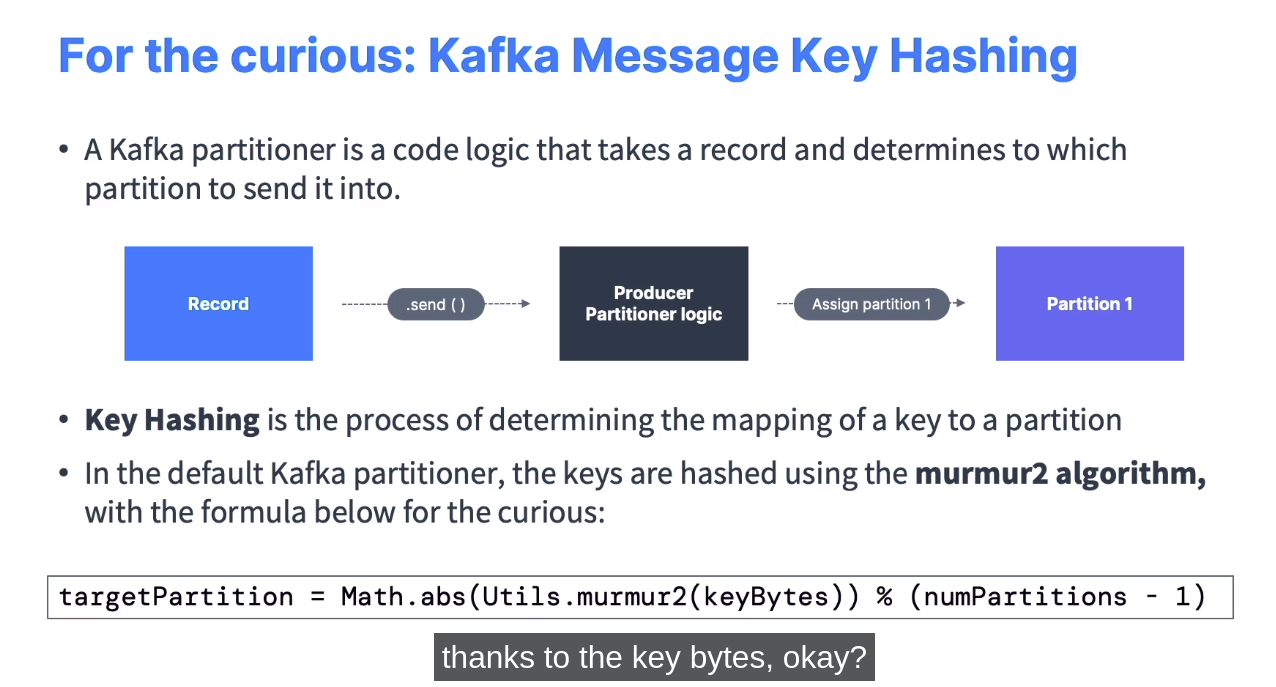 For the curious: Kafka Message Key Hashing
• A Kafka partitioner is a code logic that takes a record and determines to which
partition to send it into.
Record
.send ( )
Producer
Partitioner logic
Assign partition 1
Partition 1
• Key Hashing is the process of determining the mapping of a key to a partition
• In the default Kafka partitioner, the keys are hashed using the murmur2 algorithm,
with the formula below for the curious:
targetPartition = Math.abs(Utils.murmur2(keyBytes)) % (numPartitions - 1)
thanks to the key bytes, okay?